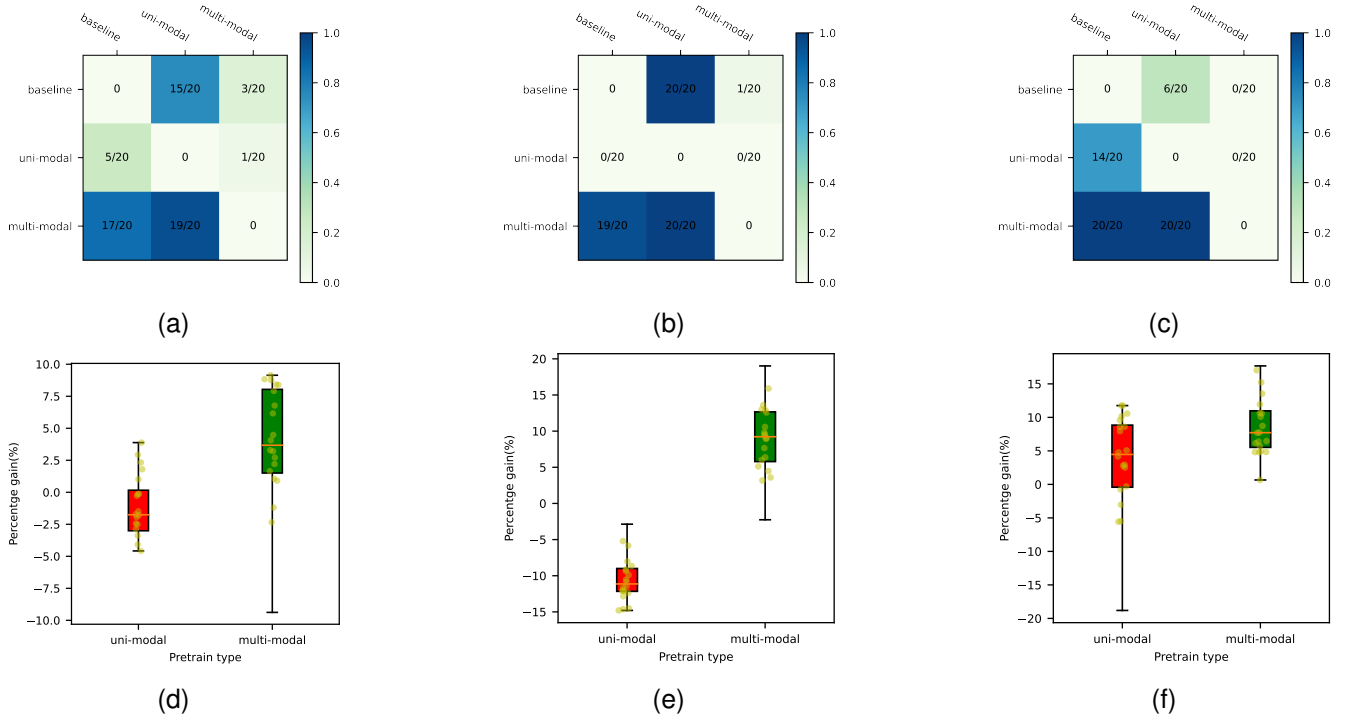 baseline uni-modal multi-modal
baseline 0 15/20 3/20
uni-modal 5/20 0 1/20
multi-modal 17/20 19/20 0
1.0
0.8
0.6
0.4
0.2
0.0
(a)
baseline uni-modal multi-modal
baseline 0 20/20 1/20
uni-modal 0/20 0 0/20
multi-modal 19/20 20/20 0
1.0
0.8
0.6
0.4
0.2
0.0
(b)
baseline uni-modal multi-modal
baseline 0 6/20 0/20
uni-modal 14/20 0 0/20
multi-modal 20/20 20/20 0
1.0
0.8
0.6
0.4
0.2
0.0
(c)
Percentge gain(%)
10.0
7.5
5.0
2.5
0.0
−2.5
−5.0
−7.5
−10.0
uni-modal multi-modal
Pretrain type
(d)
Percentge gain(%)
20
15
10
5
0
−5
−10
−15
uni-modal multi-modal
Pretrain type
(e)
Percentge gain(%)
15
10
5
0
−5
−10
−15
−20
uni-modal multi-modal
Pretrain type
(f)